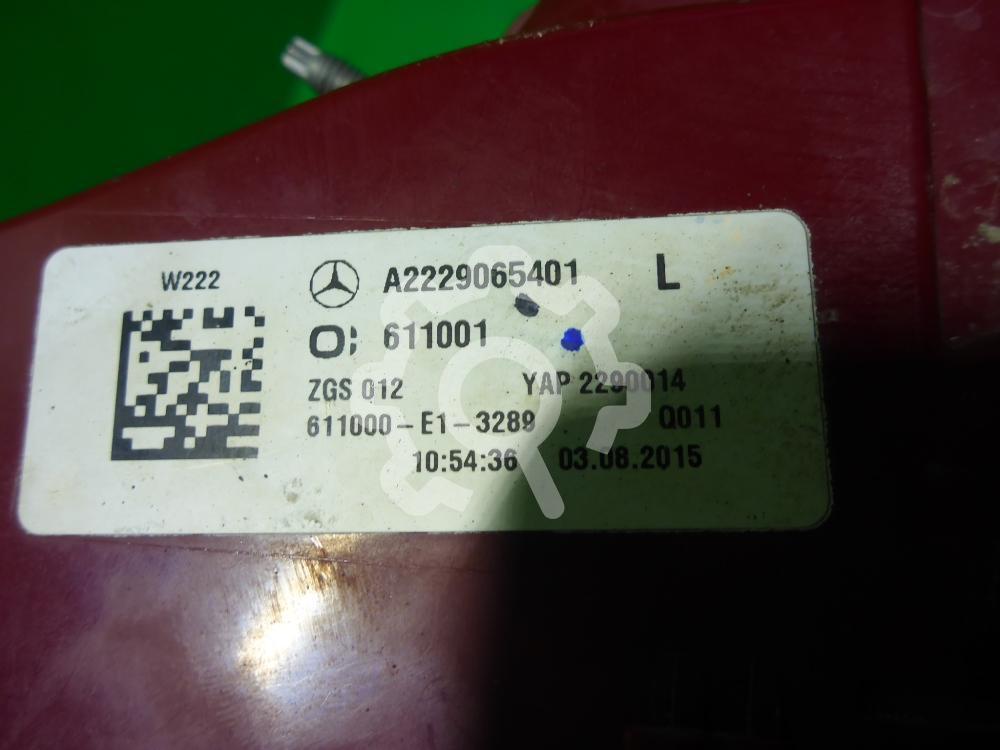 W222 A2229065401 L
611001
ZGS 012 YAP 2290014
611000-E1-3289 Q011
10:54:36 03.08.2015